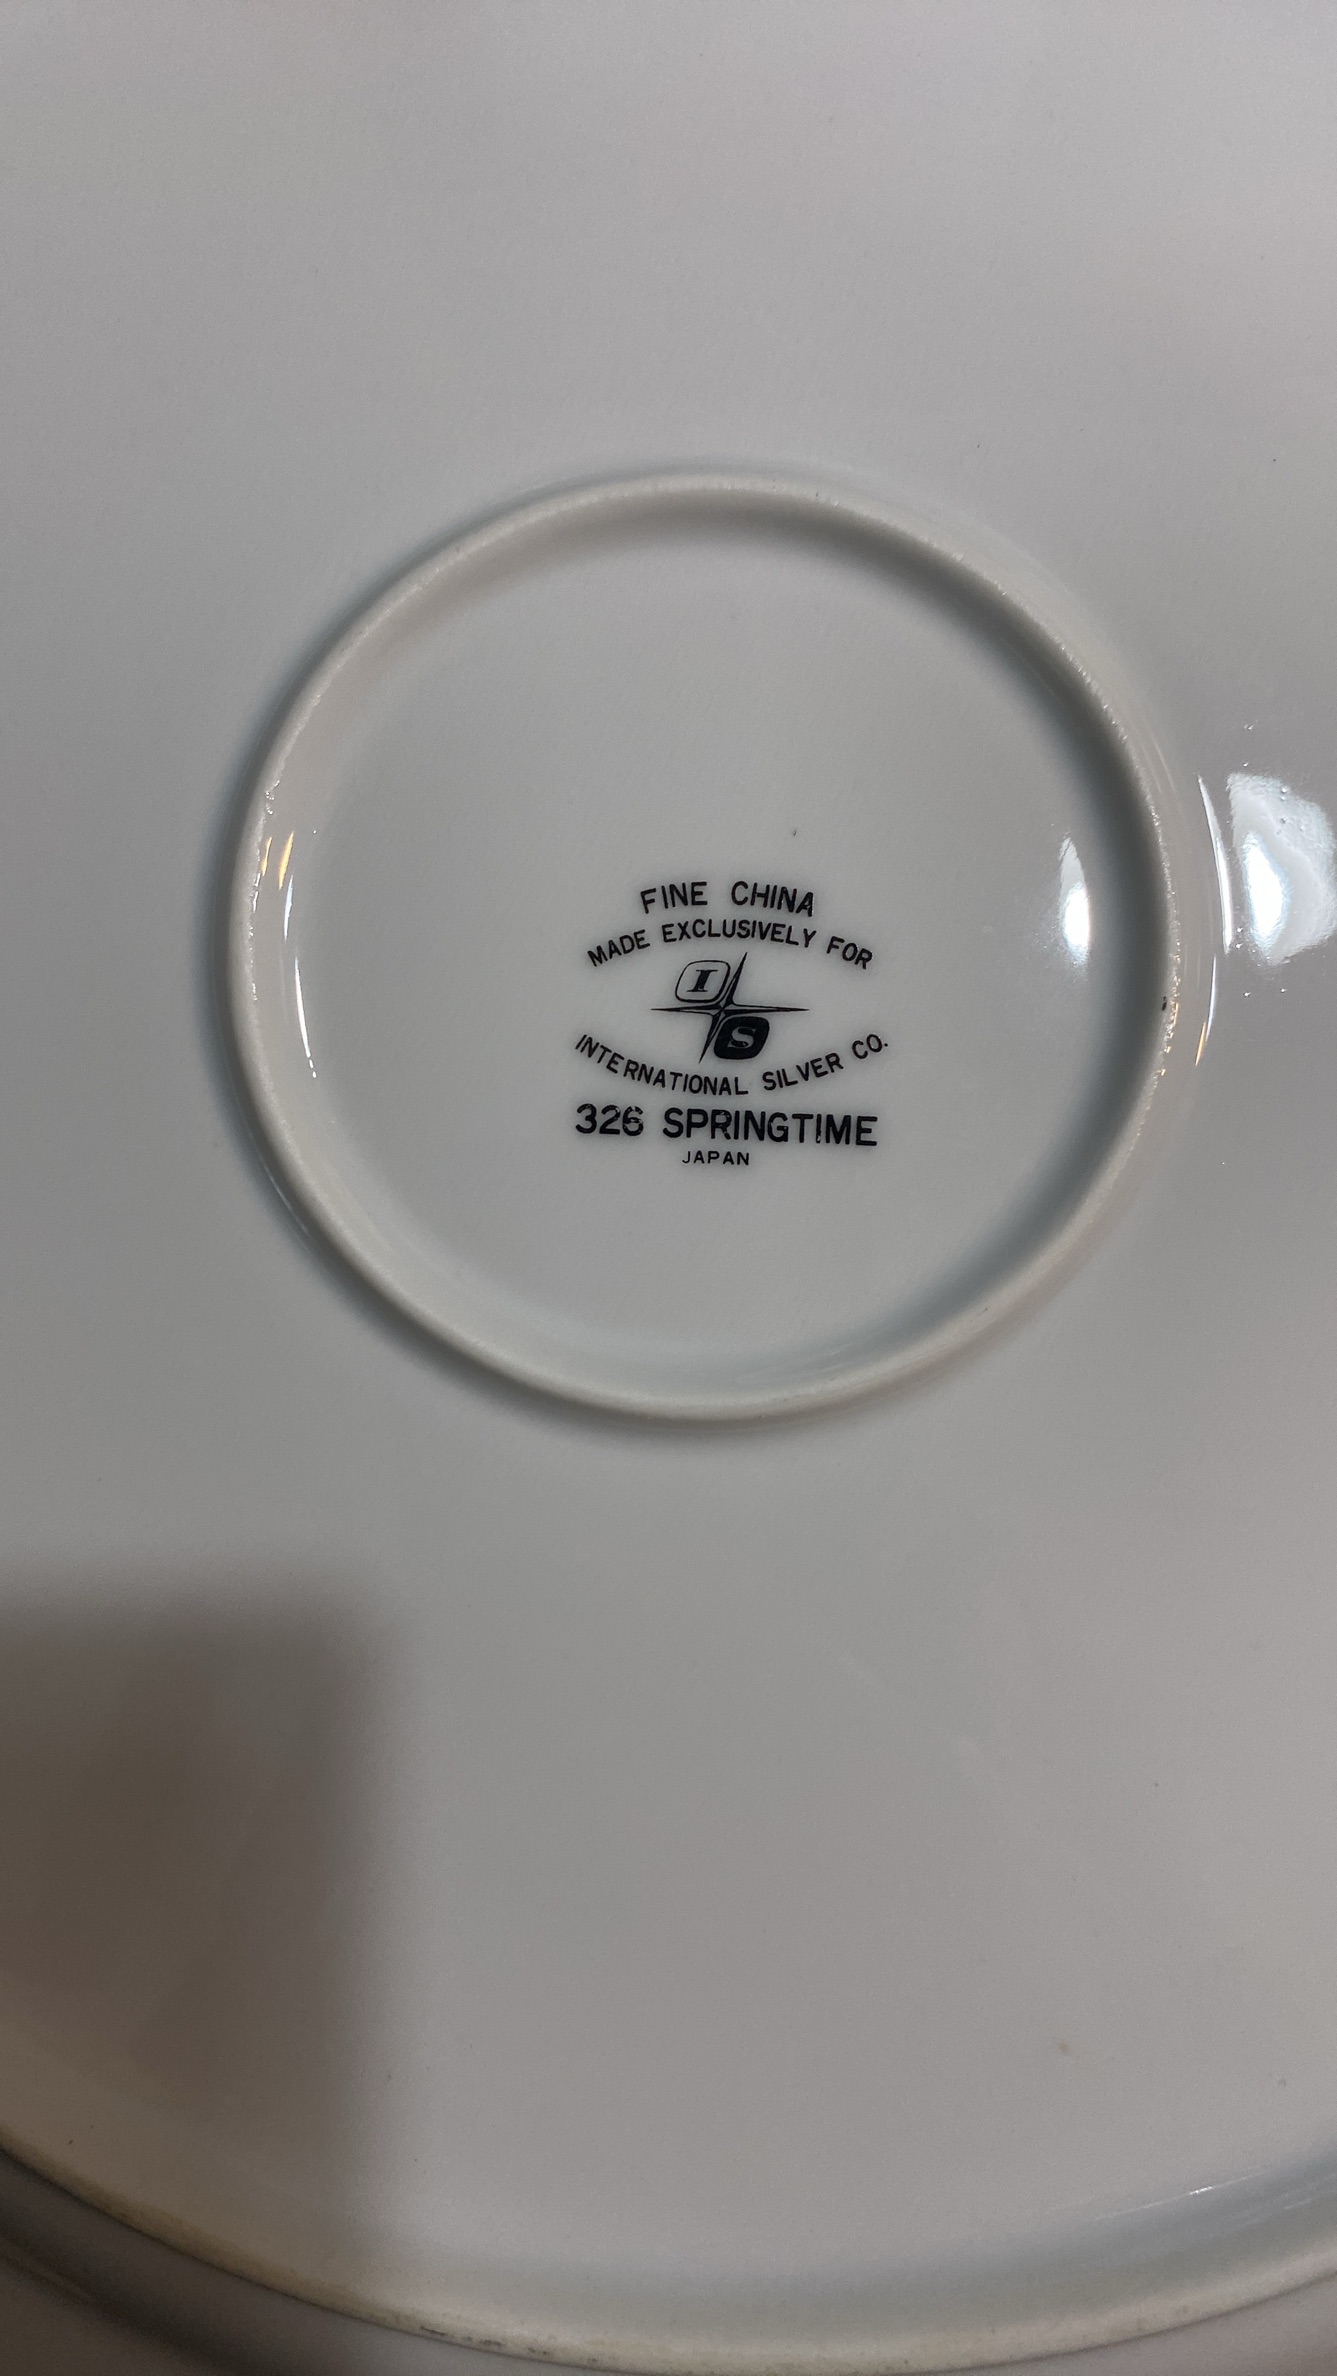 FINE CHINA
MADE EXCLUSIVELY FOR
I
S
INTERNATIONAL SILVER CO.
326 SPRINGTIME
JAPAN